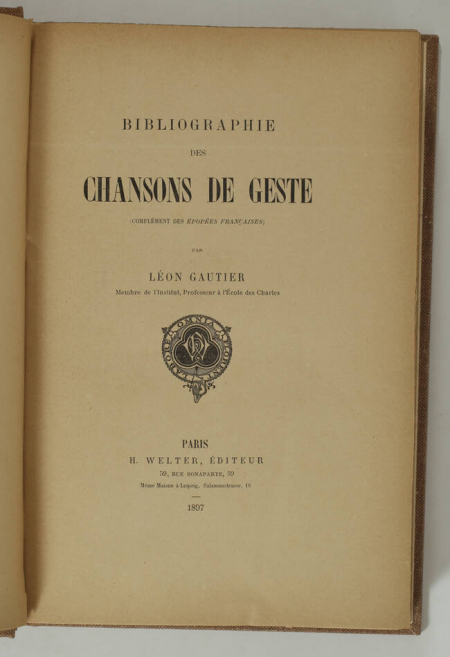 BIBLIOGRAPHIE
DES
CHANSONS DE GESTE
(COMPLÉMENT DES ÉPOPÉES FRANÇAISES)
PAR
LÉON GAUTIER
Membre de l'Institut, Professeur à l'École des Chartes
OMNIA
PARIS
H. WELTER, ÉDITEUR
59, RUE BONAPARTE, 59
Même Maison à Leipzig, Salomonstrasse, 16
1897